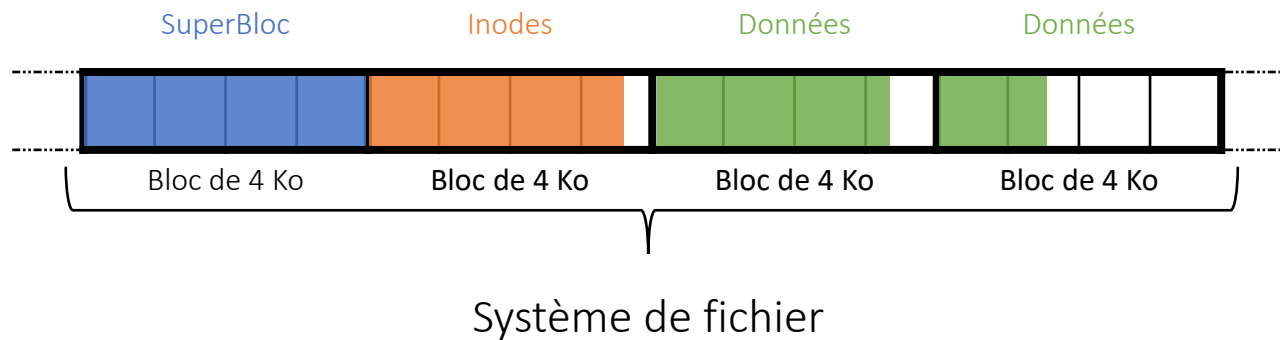 SuperBloc Inodes Données Données
Bloc de 4 Ko Bloc de 4 Ko Bloc de 4 Ko Bloc de 4 Ko
Système de fichier